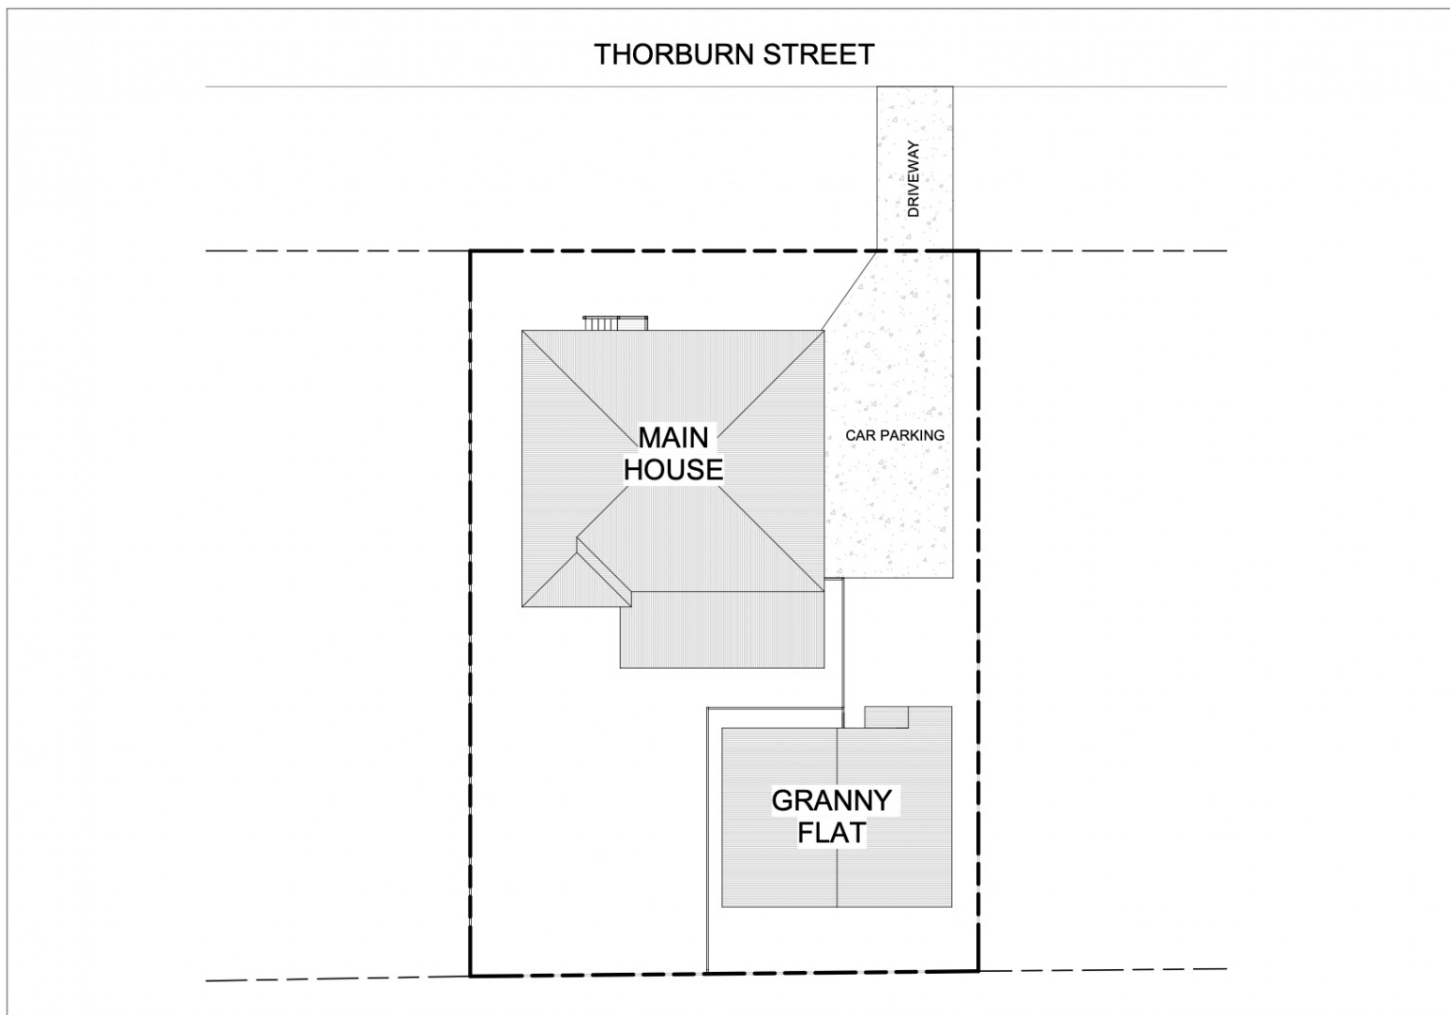 THORBURN STREET
DRIVEWAY
MAIN
HOUSE
CAR PARKING
GRANNY
FLAT